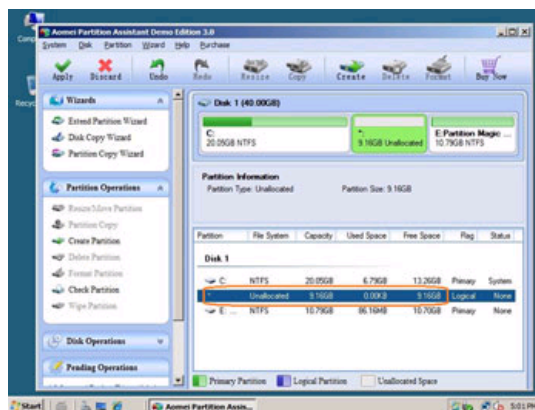 Aomei Partition Assistant Demo Edition 3.0
System Disk Partition Wizard Help Purchase
Apply Discard Undo Redo Resize Copy Create Delete Format Buy Now
Wizards
Extend Partition Wizard
Disk Copy Wizard
Partition Copy Wizard
Partition Operations
Resize/Move Partition
Partition Copy
Create Partition
Delete Partition
Format Partition
Check Partition
Wipe Partition
Disk Operations
Pending Operations
Disk 1 (40.00GB)
C:
20.05GB NTFS
*:
9.16GB Unallocated
E:Partition Magic ...
10.79GB NTFS
Partition Information
Partition Type: Unallocated Partition Size: 9.16GB
Partition File System Capacity Used Space Free Space Flag Status
Disk 1
C: NTFS 20.05GB 6.79GB 13.26GB Primary System
* Unallocated 9.16GB 0.00KB 9.16GB Logical None
E: ... NTFS 10.79GB 86.16MB 10.70GB Primary None
Primary Partition Logical Partition Unallocated Space
Start Aomei Partition Assis... 5:01 PM